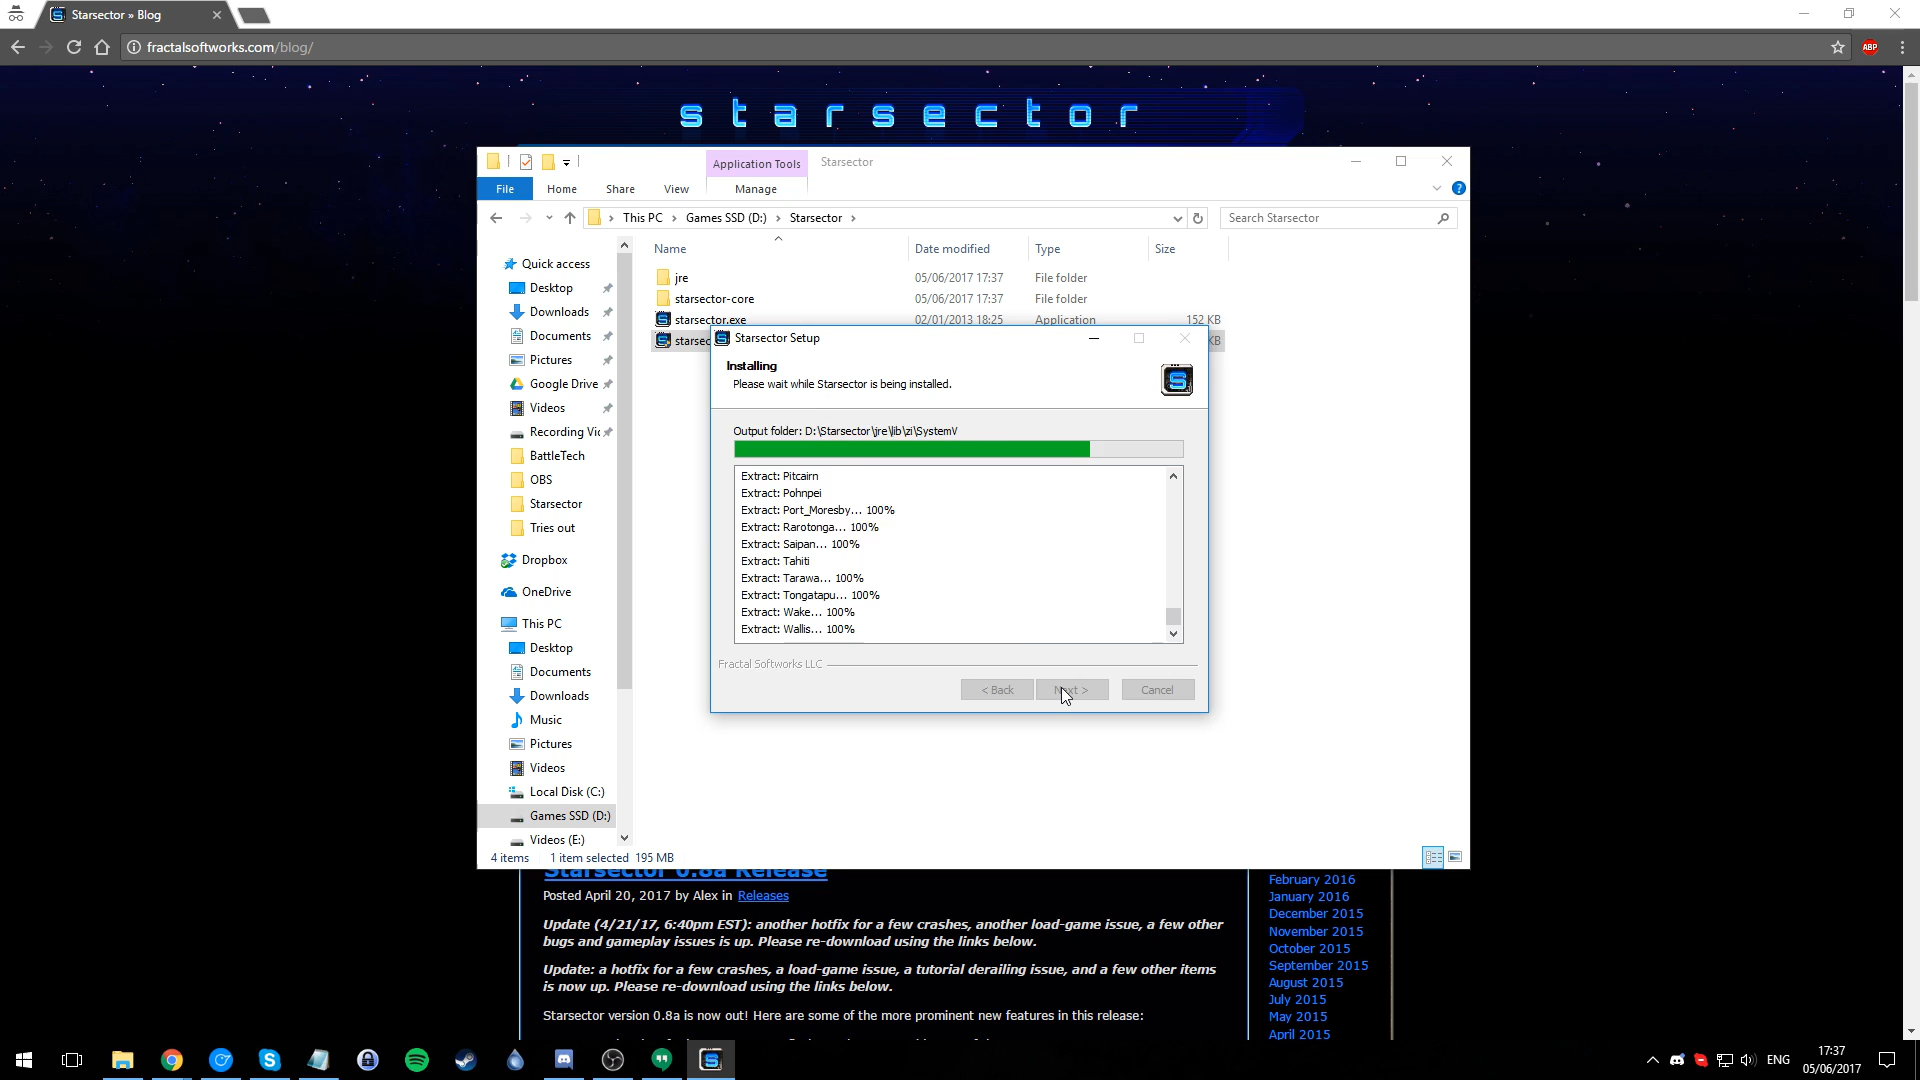 Starsector » Blog
fractalsoftworks.com/blog/
ABP
starsector
Application Tools
Starsector
File
Home
Share
View
Manage
This PC
Games SSD (D:)
Starsector
Search Starsector
Name
Date modified
Type
Size
Quick access
Desktop
Downloads
Documents
Pictures
Google Drive
Videos
Recording Vic
BattleTech
OBS
Starsector
Tries out
Dropbox
OneDrive
This PC
Desktop
Documents
Downloads
Music
Pictures
Videos
Local Disk (C:)
Games SSD (D:)
Videos (E:)
jre 05/06/2017 17:37 File folder
starsector-core 05/06/2017 17:37 File folder
starsector.exe 02/01/2013 18:25 Application 152 KB
starsec KB
Starsector Setup
Installing
Please wait while Starsector is being installed.
Output folder: D:\Starsector\jre\lib\zi\SystemV
Extract: Pitcairn
Extract: Pohnpei
Extract: Port_Moresby... 100%
Extract: Rarotonga... 100%
Extract: Saipan... 100%
Extract: Tahiti
Extract: Tarawa... 100%
Extract: Tongatapu... 100%
Extract: Wake... 100%
Extract: Wallis... 100%
Fractal Softworks LLC
< Back
Next >
Cancel
4 items
1 item selected 195 MB
Starsector 0.8a Release
Posted April 20, 2017 by Alex in Releases
Update (4/21/17, 6:40pm EST): another hotfix for a few crashes, another load-game issue, a few other
bugs and gameplay issues is up. Please re-download using the links below.
Update: a hotfix for a few crashes, a load-game issue, a tutorial derailing issue, and a few other items
is now up. Please re-download using the links below.
Starsector version 0.8a is now out! Here are some of the more prominent new features in this release:
February 2016
January 2016
December 2015
November 2015
October 2015
September 2015
August 2015
July 2015
May 2015
April 2015
ENG
17:37
05/06/2017